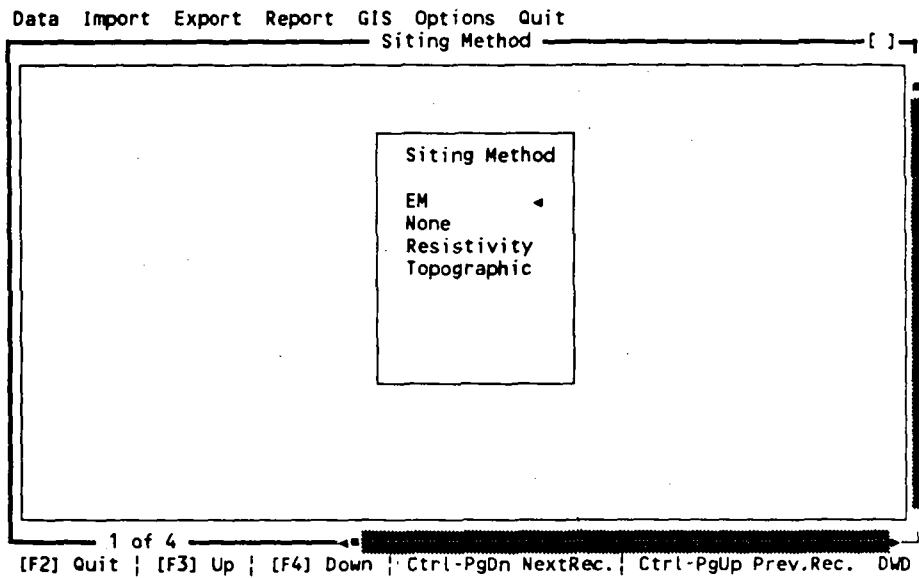 Data Import Export Report GIS Options Quit
Siting Method [ ]
Siting Method
EM ◄
None
Resistivity
Topographic
1 of 4
[F2] Quit ¦ [F3] Up ¦ [F4] Down ¦ Ctrl-PgDn NextRec.¦ Ctrl-PgUp Prev.Rec. DWD